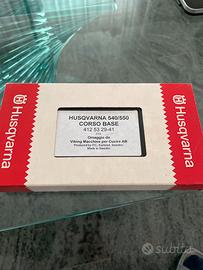 Husqvarna
HUSQVARNA 540/550
CORSO BASE
412 53 29-41
Omaggio da
Viking Macchine per Cucire AB
Made in Sweden
Husqvarna
subito